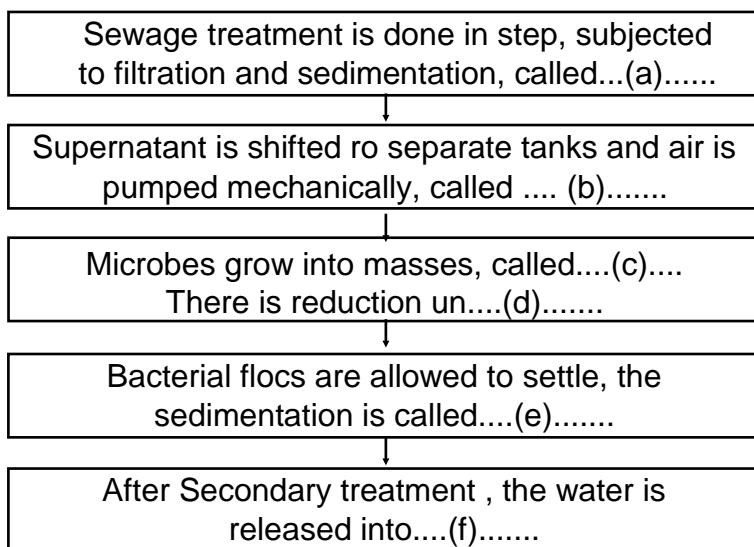 Sewage treatment is done in step, subjected
to filtration and sedimentation, called...(a)......
Supernatant is shifted ro separate tanks and air is
pumped mechanically, called .... (b).......
Microbes grow into masses, called....(c)....
There is reduction un....(d).......
Bacterial flocs are allowed to settle, the
sedimentation is called....(e).......
After Secondary treatment , the water is
released into....(f).......